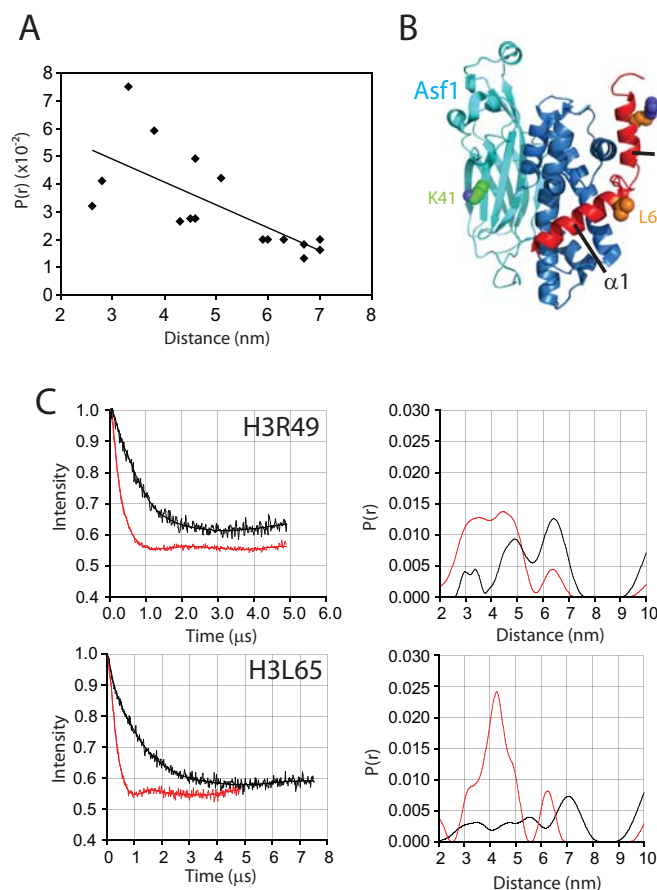 A
P(r) (x10⁻²)
8
7
6
5
4
3
2
1
0
2 3 4 5 6 7 8
Distance (nm)
B
Asf1
K41
L6
α1
C
H3R49
Intensity
1.0
0.9
0.8
0.7
0.6
0.5
0.4
0.0 1.0 2.0 3.0 4.0 5.0 6.0
Time (μs)
P(r)
0.030
0.025
0.020
0.015
0.010
0.005
0.000
2 3 4 5 6 7 8 9 10
Distance (nm)
H3L65
Intensity
1.0
0.9
0.8
0.7
0.6
0.5
0.4
0 1 2 3 4 5 6 7 8
Time (μs)
P(r)
0.030
0.025
0.020
0.015
0.010
0.005
0.000
2 3 4 5 6 7 8 9 10
Distance (nm)